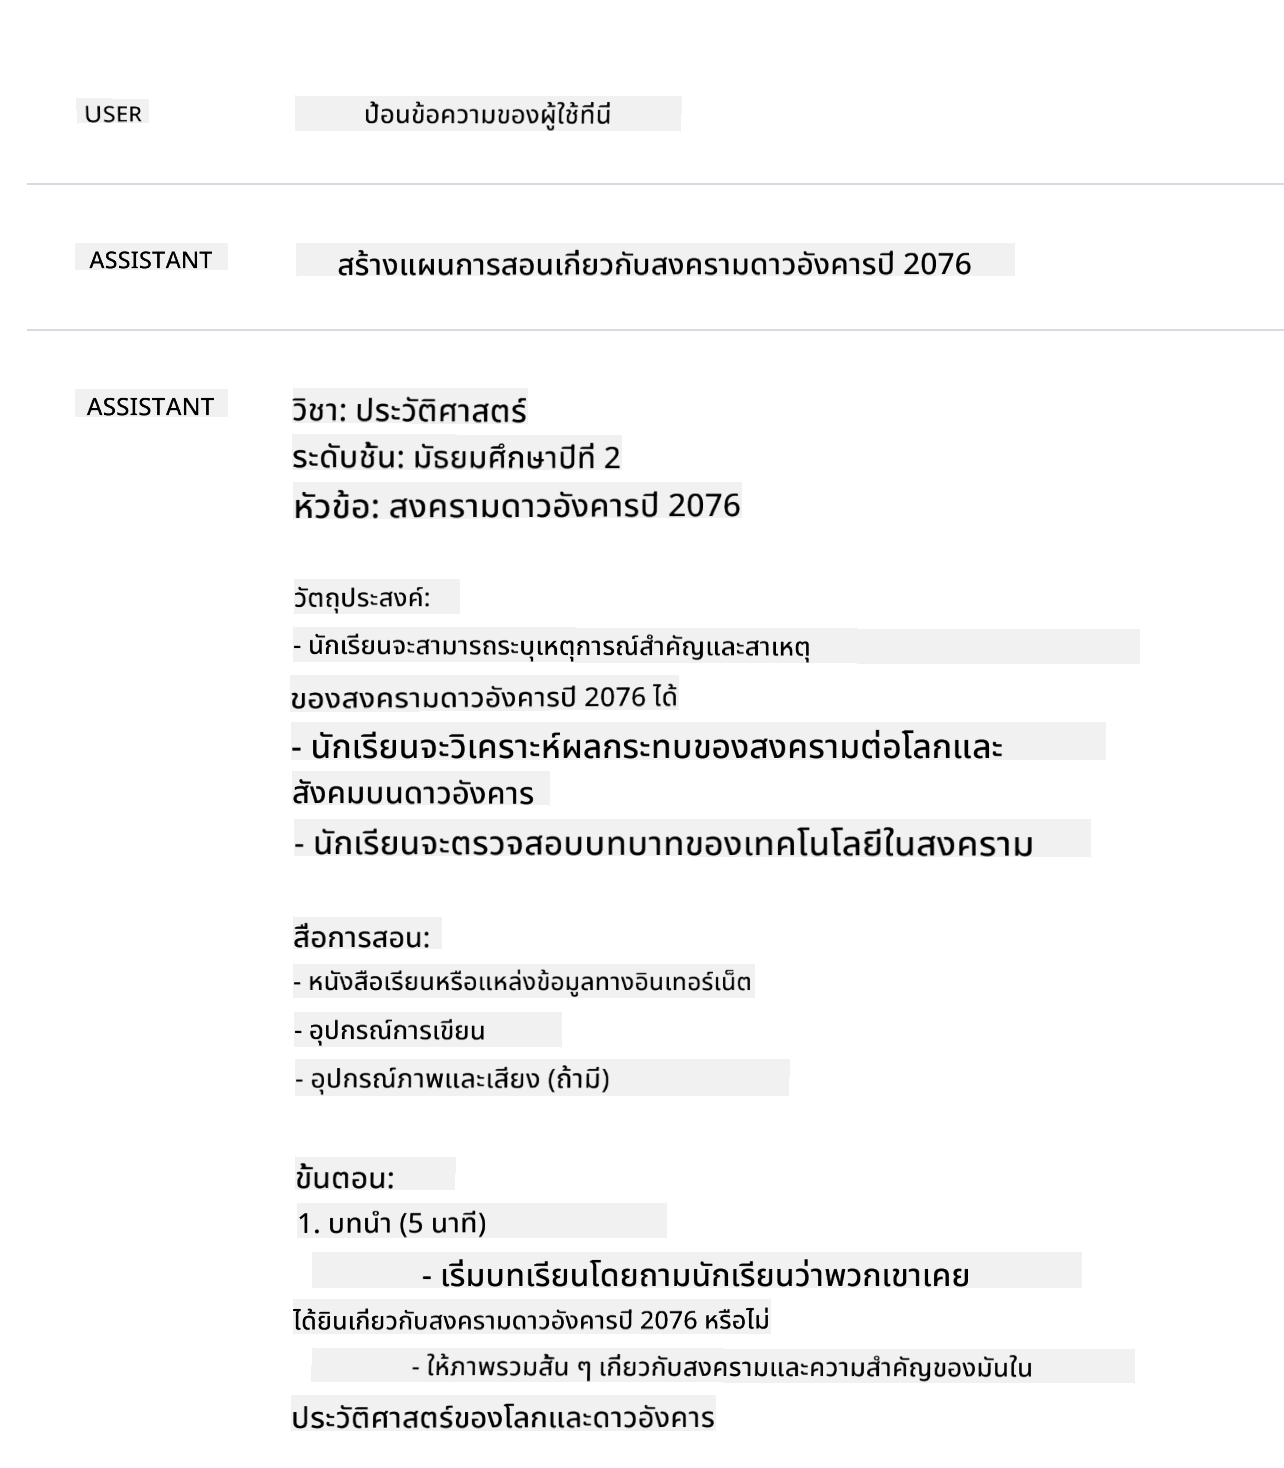 USER
ป้อนข้อความของผู้ใช้ที่นี่
ASSISTANT
สร้างแผนการสอนเกี่ยวกับสงครามดาวอังคารปี 2076
ASSISTANT
วิชา: ประวัติศาสตร์
ระดับชั้น: มัธยมศึกษาปีที่ 2
หัวข้อ: สงครามดาวอังคารปี 2076
วัตถุประสงค์:
- นักเรียนจะสามารถระบุเหตุการณ์สำคัญและสาเหตุ
ของสงครามดาวอังคารปี 2076 ได้
- นักเรียนจะวิเคราะห์ผลกระทบของสงครามต่อโลกและ
สังคมบนดาวอังคาร
- นักเรียนจะตรวจสอบบทบาทของเทคโนโลยีในสงคราม
สื่อการสอน:
- หนังสือเรียนหรือแหล่งข้อมูลทางอินเทอร์เน็ต
- อุปกรณ์การเขียน
- อุปกรณ์ภาพและเสียง (ถ้ามี)
ขั้นตอน:
1. บทนำ (5 นาที)
- เริ่มบทเรียนโดยถามนักเรียนว่าพวกเขาเคย
ได้ยินเกี่ยวกับสงครามดาวอังคารปี 2076 หรือไม่
- ให้ภาพรวมสั้น ๆ เกี่ยวกับสงครามและความสำคัญของมันใน
ประวัติศาสตร์ของโลกและดาวอังคาร